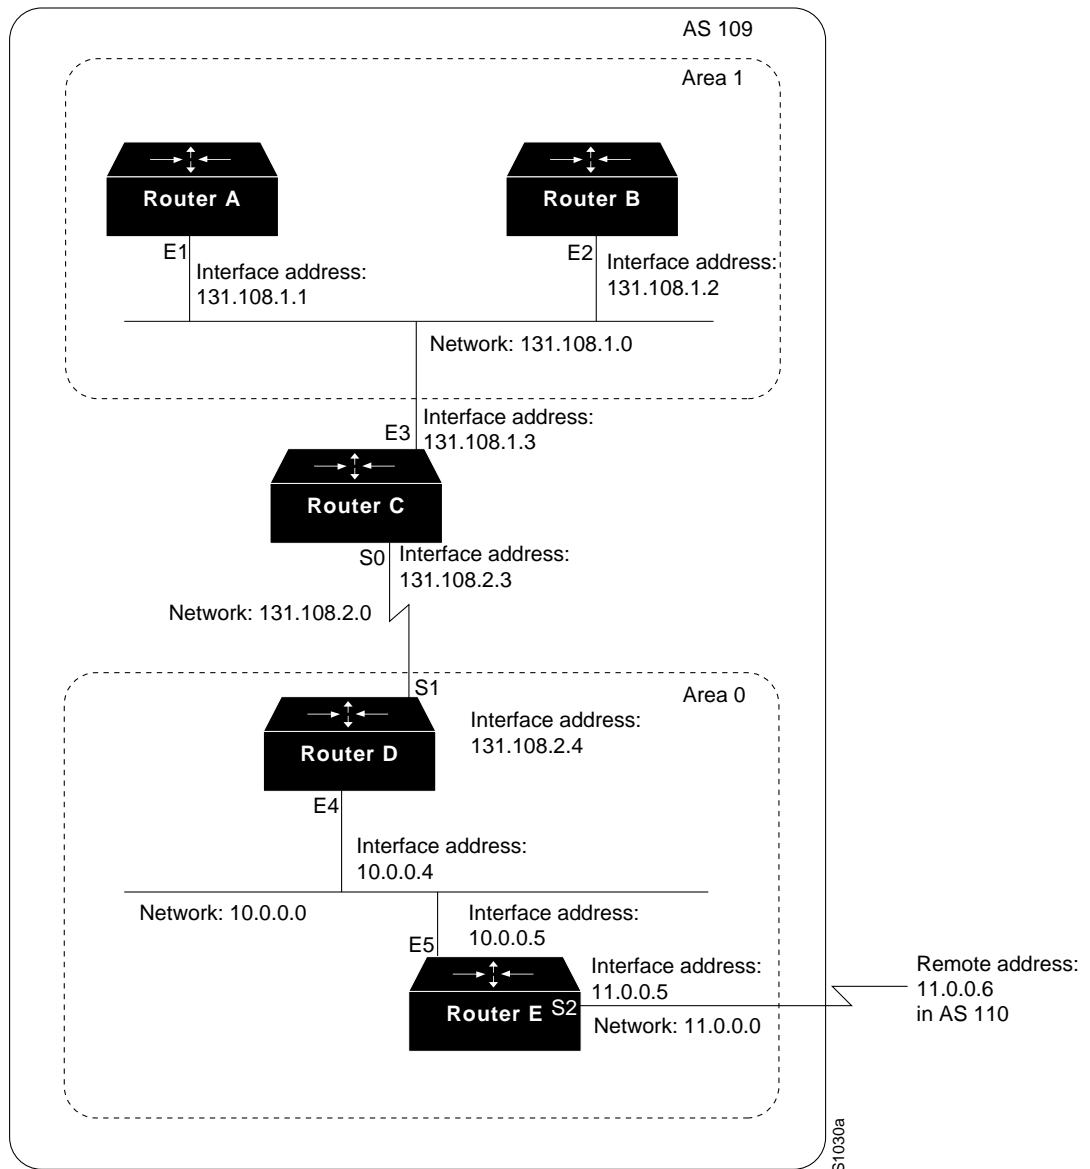 AS 109
Area 1
Router A
Router B
E1
Interface address:
131.108.1.1
E2
Interface address:
131.108.1.2
Network: 131.108.1.0
E3
Interface address:
131.108.1.3
Router C
S0
Interface address:
131.108.2.3
Network: 131.108.2.0
S1
Area 0
Router D
Interface address:
131.108.2.4
E4
Interface address:
10.0.0.4
Network: 10.0.0.0
Interface address:
10.0.0.5
E5
Router E
S2
Interface address:
11.0.0.5
Network: 11.0.0.0
Remote address:
11.0.0.6
in AS 110
S1030a